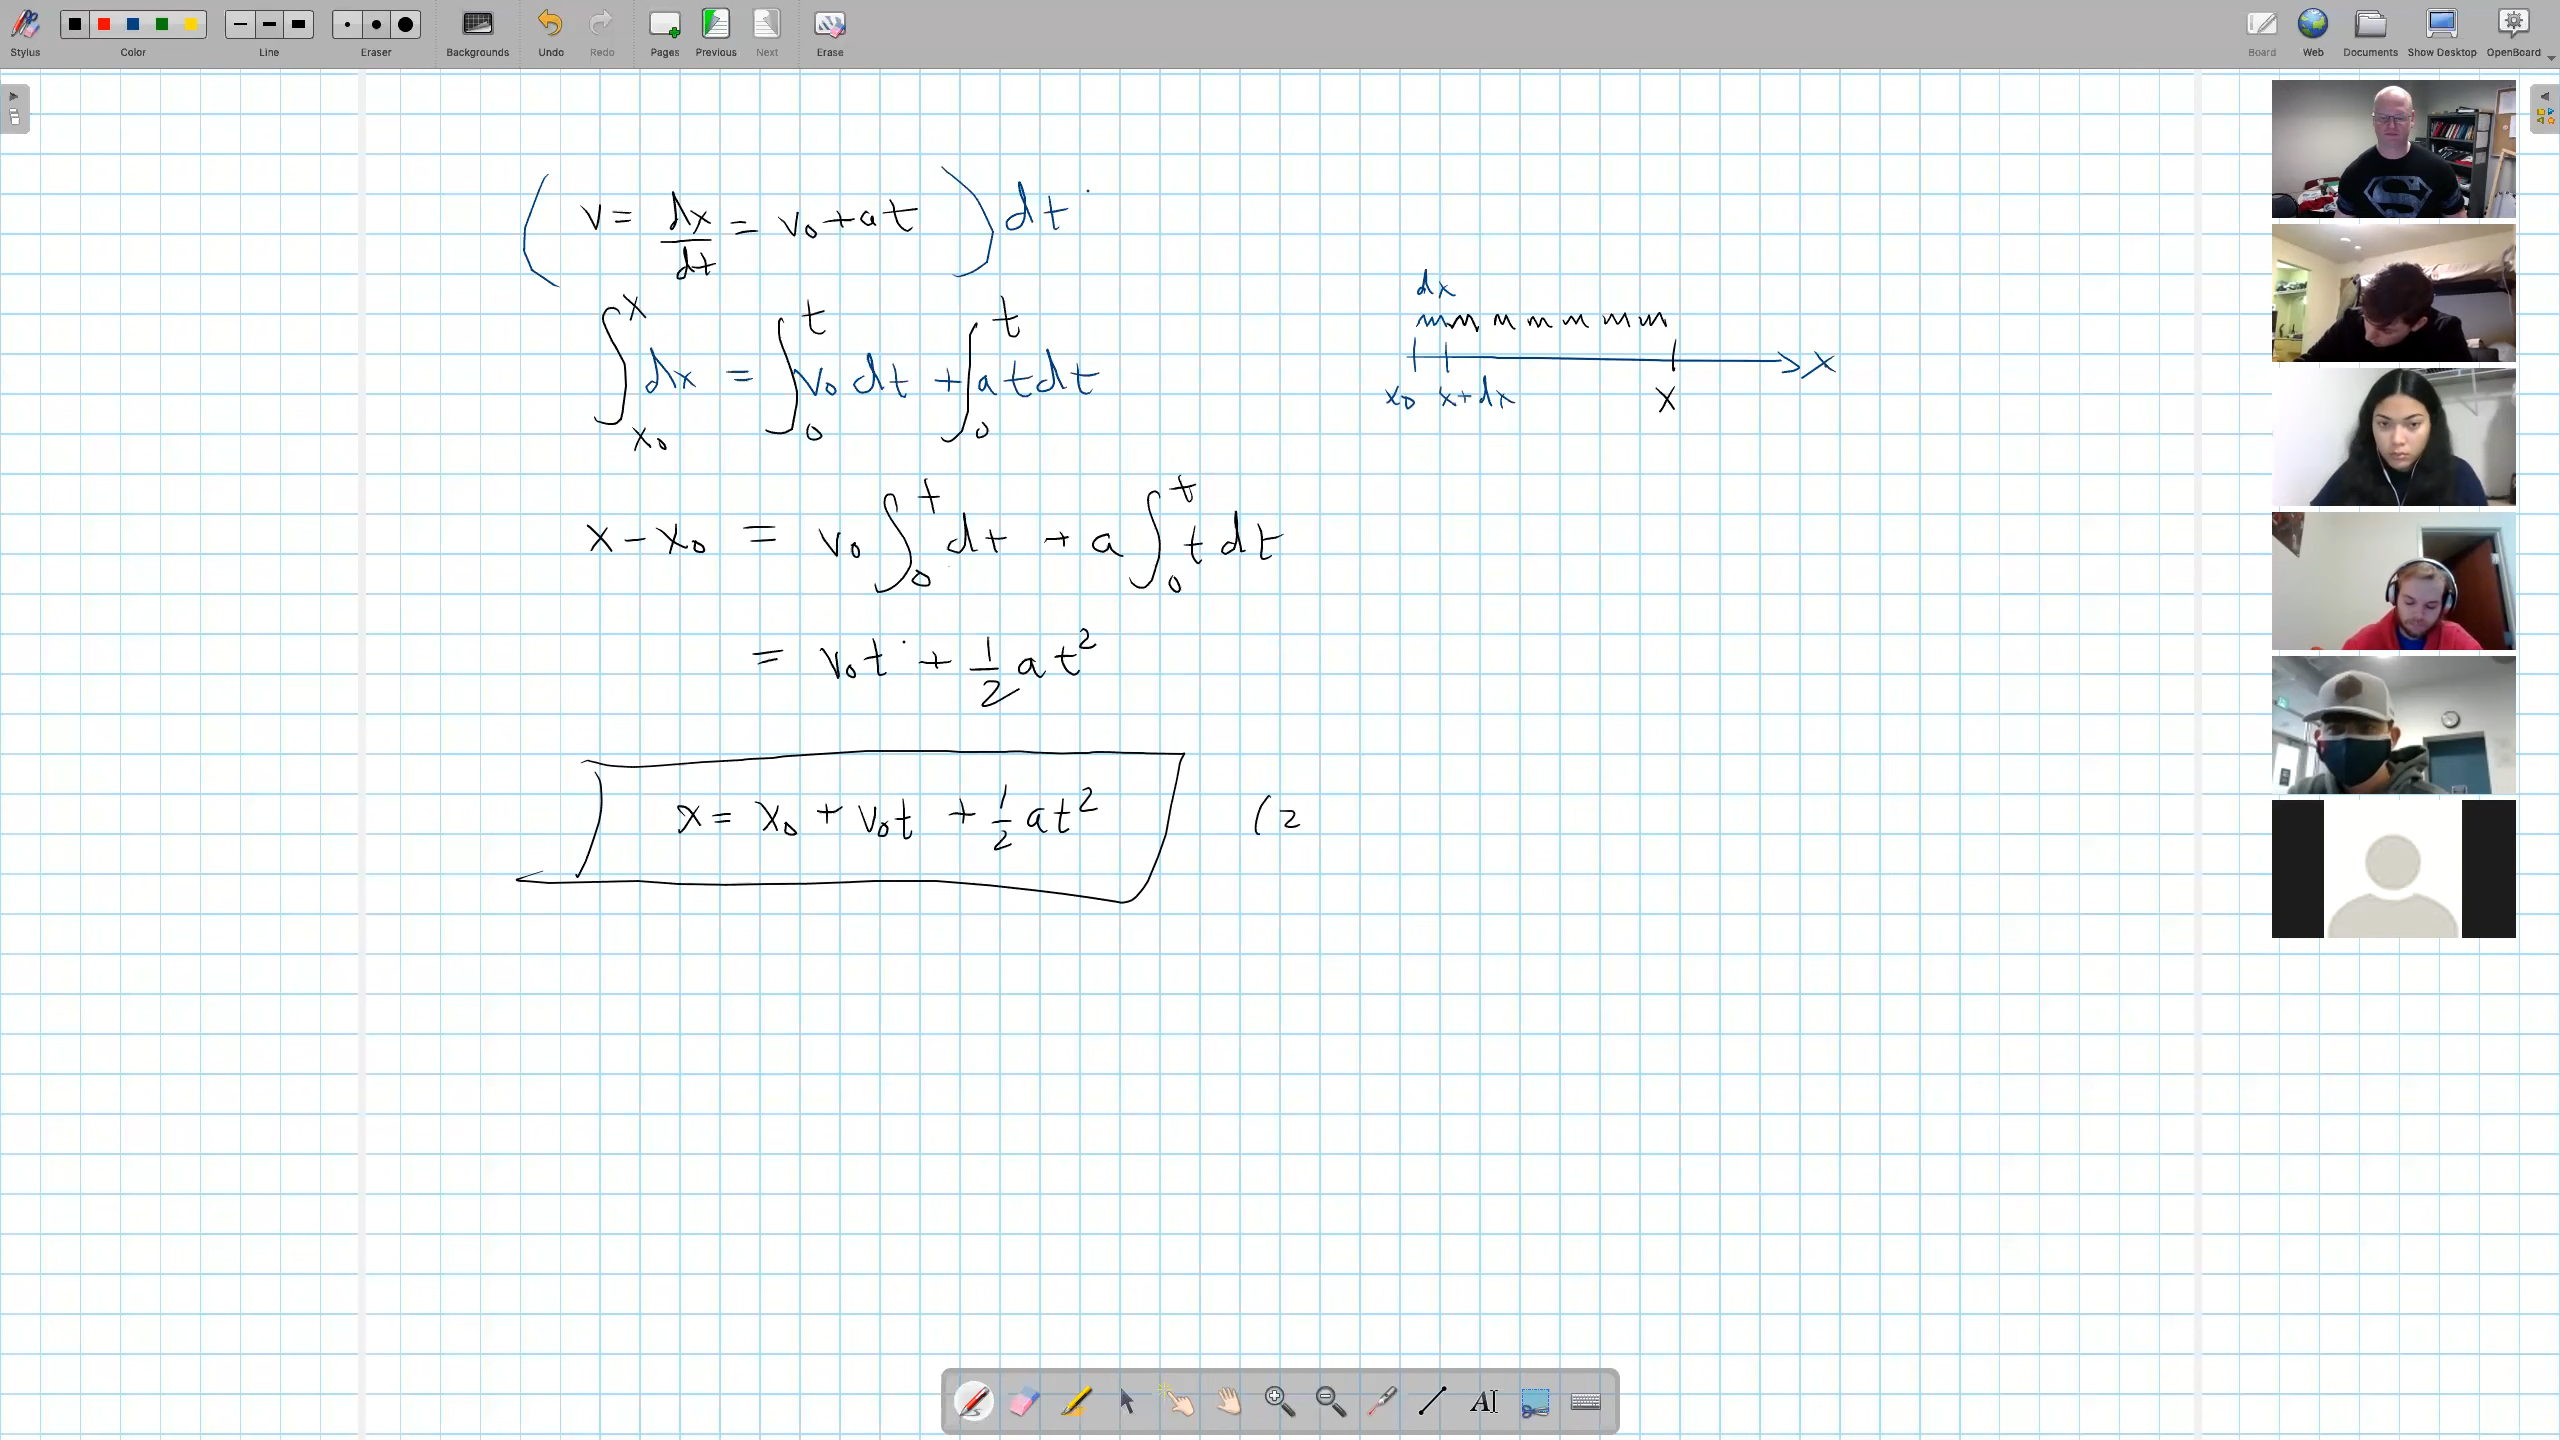 Stylus Color Line Eraser Backgrounds Undo Redo Pages Previous Next Erase Board Web Documents Show Desktop OpenBoard
( v = dx/dt = v₀ + at ) dt
∫ₓ₀ˣ dx = ∫₀ᵗ v₀ dt + ∫₀ᵗ a t dt
dx
x₀ x+dx x x
x - x₀ = v₀ ∫₀ᵗ dt + a ∫₀ᵗ t dt
= v₀t + 1/2 at²
x = x₀ + v₀t + 1/2 at² (2